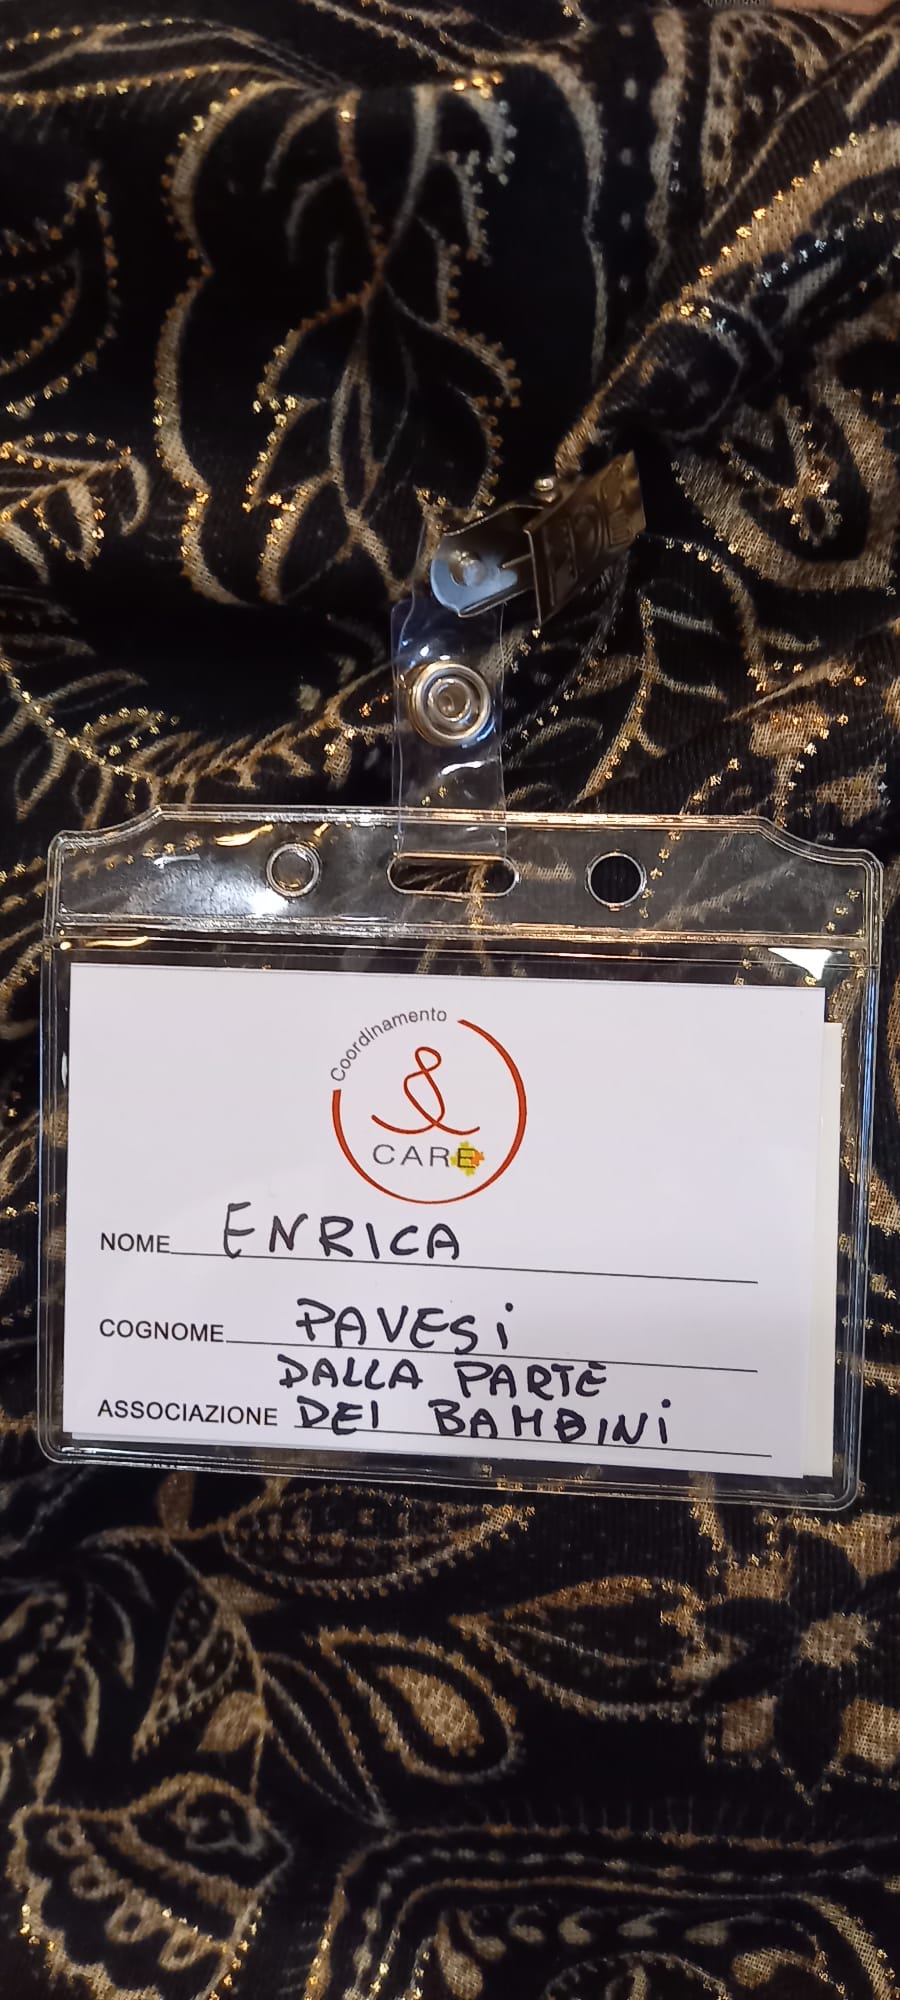 Coordinamento
CARE
NOME ENRICA
COGNOME PAVESi
DALLA PARTE
ASSOCIAZIONE DEI BAMBINi